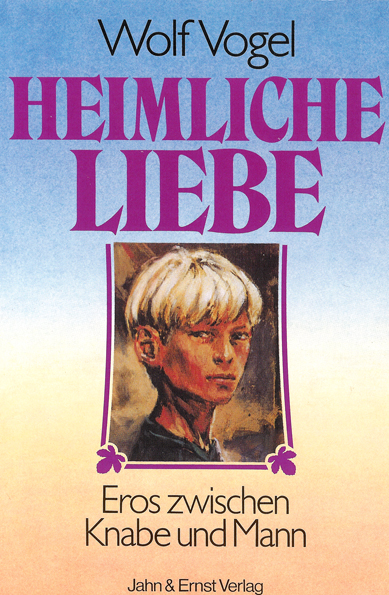 Wolf Vogel
HEIMLICHE
LIEBE
Eros zwischen
Knabe und Mann
Jahn & Ernst Verlag